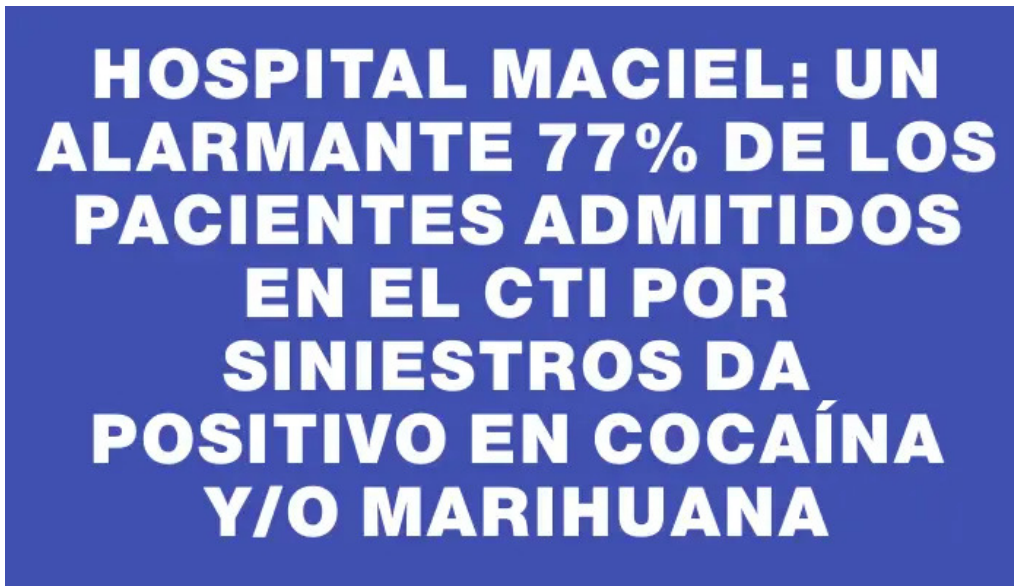 HOSPITAL MACIEL: UN
ALARMANTE 77% DE LOS
PACIENTES ADMITIDOS
EN EL CTI POR
SINIESTROS DA
POSITIVO EN COCAÍNA
Y/O MARIHUANA